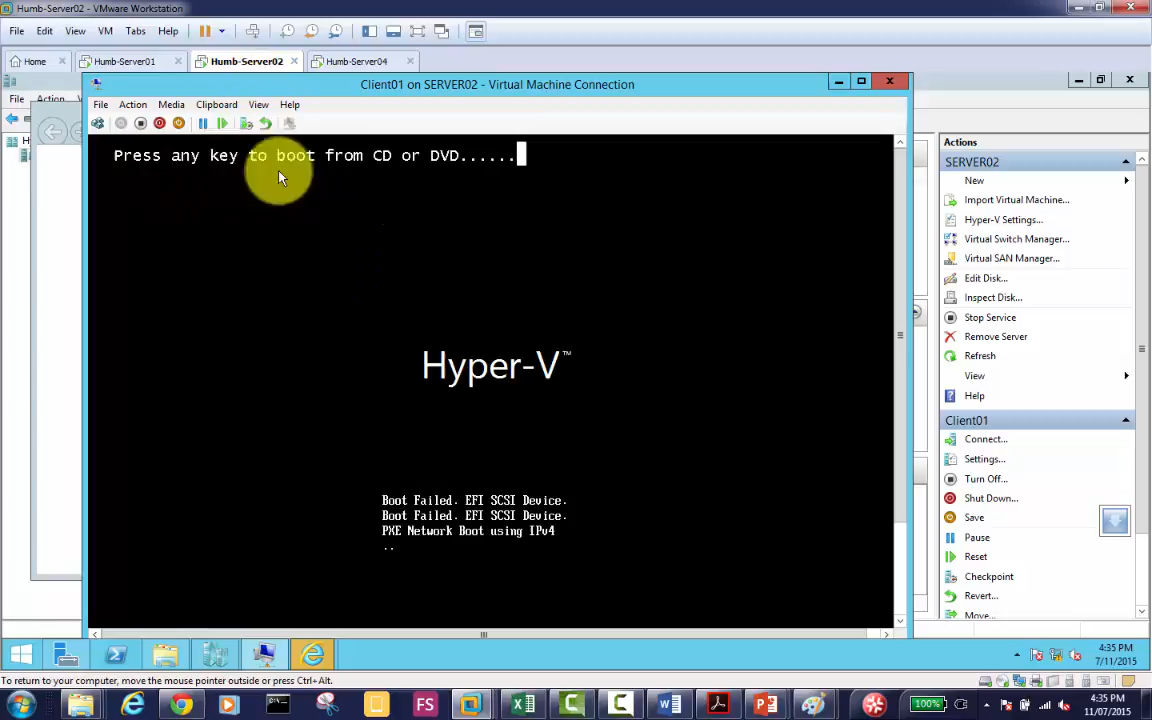 Humb-Server02 - VMware Workstation
File Edit View VM Tabs Help
Home Humb-Server01 Humb-Server02 Humb-Server04
Client01 on SERVER02 - Virtual Machine Connection
File Action
File Action Media Clipboard View Help
Press any key to boot from CD or DVD......
Hyper-V™
Boot Failed. EFI SCSI Device.
Boot Failed. EFI SCSI Device.
PXE Network Boot using IPv4
..
Actions
SERVER02
New
Import Virtual Machine...
Hyper-V Settings...
Virtual Switch Manager...
Virtual SAN Manager...
Edit Disk...
Inspect Disk...
Stop Service
Remove Server
Refresh
View
Help
Client01
Connect...
Settings...
Turn Off...
Shut Down...
Save
Pause
Reset
Checkpoint
Revert...
Move...
4:35 PM
7/11/2015
To return to your computer, move the mouse pointer outside or press Ctrl+Alt.
FS
100%
4:35 PM
11/07/2015